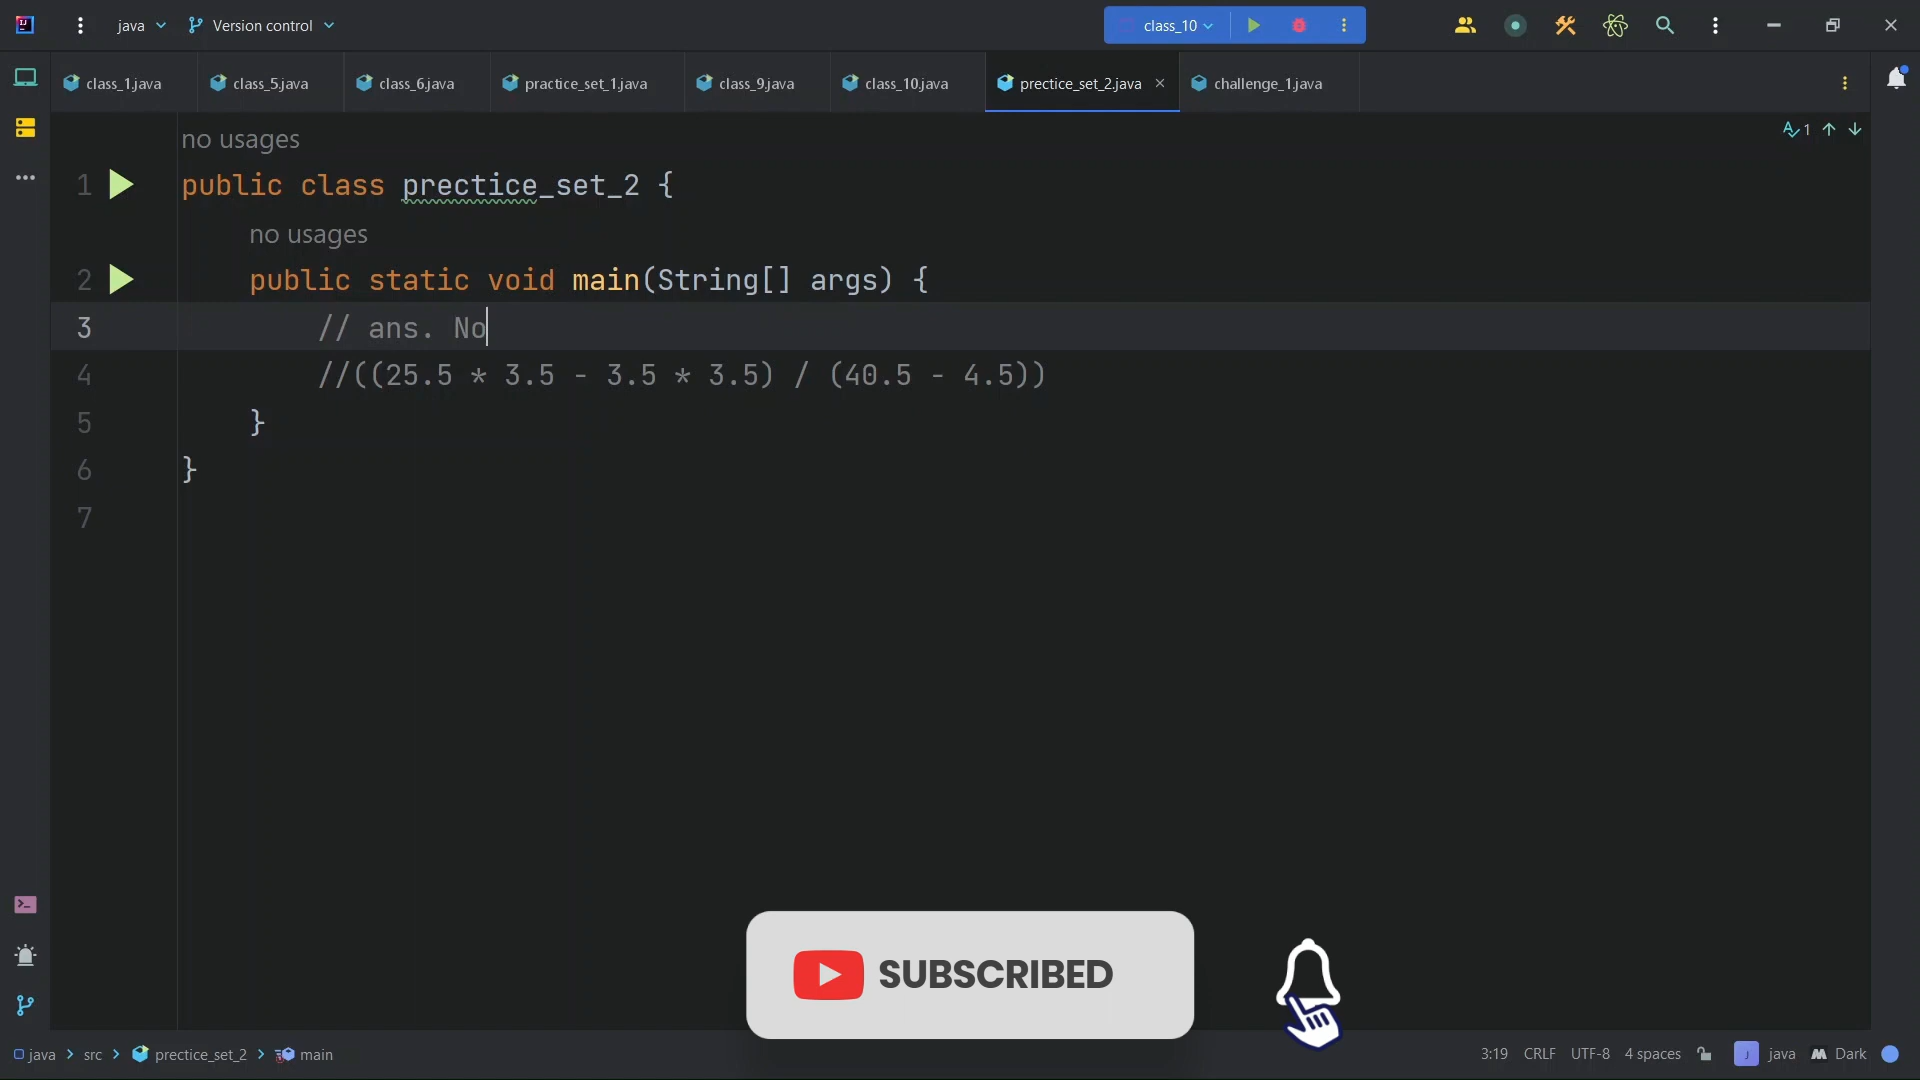 java
Version control
class_10
class_1.java
class_5.java
class_6.java
practice_set_1.java
class_9.java
class_10.java
prectice_set_2.java
challenge_1.java
1
no usages
1 public class prectice_set_2 {
no usages
2 public static void main(String[] args) {
3 // ans. No
4 //((25.5 * 3.5 - 3.5 * 3.5) / (40.5 - 4.5))
5 }
6 }
7
SUBSCRIBED
java > src > prectice_set_2 > main
3:19 CRLF UTF-8 4 spaces java Dark